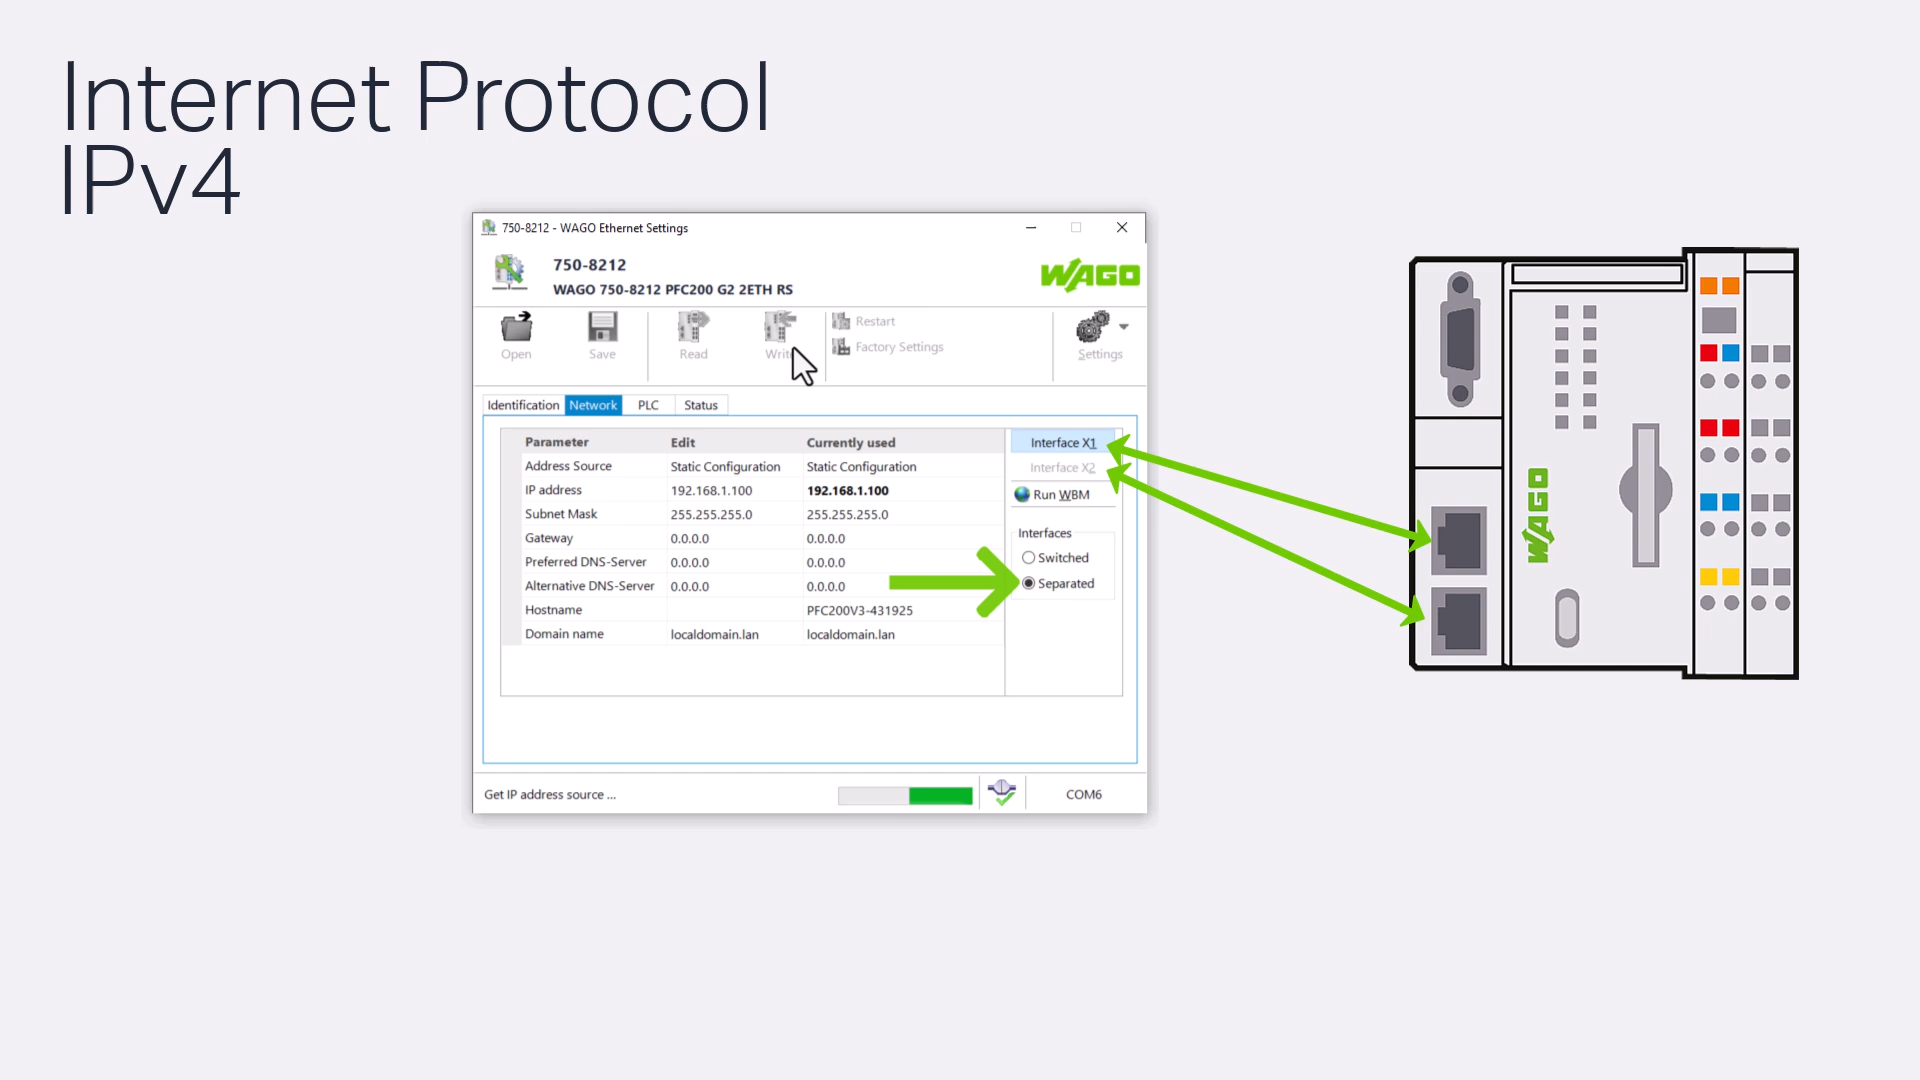 Internet Protocol
IPv4
750-8212 - WAGO Ethernet Settings
750-8212
WAGO 750-8212 PFC200 G2 2ETH RS
WAGO
Open
Save
Read
Write
Restart
Factory Settings
Settings
Identification
Network
PLC
Status
Parameter Edit Currently used
Address Source Static Configuration Static Configuration
IP address 192.168.1.100 192.168.1.100
Subnet Mask 255.255.255.0 255.255.255.0
Gateway 0.0.0.0 0.0.0.0
Preferred DNS-Server 0.0.0.0 0.0.0.0
Alternative DNS-Server 0.0.0.0 0.0.0.0
Hostname PFC200V3-431925
Domain name localdomain.lan localdomain.lan
Interface X1
Interface X2
Run WBM
Interfaces
Switched
Separated
Get IP address source ...
COM6
WAGO